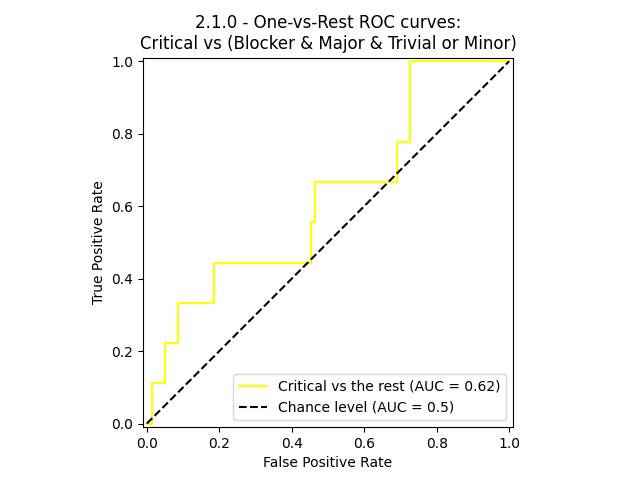 2.1.0 - One-vs-Rest ROC curves:
Critical vs (Blocker & Major & Trivial or Minor)
True Positive Rate
1.0
0.8
0.6
0.4
0.2
0.0
Critical vs the rest (AUC = 0.62)
Chance level (AUC = 0.5)
0.0 0.2 0.4 0.6 0.8 1.0
False Positive Rate